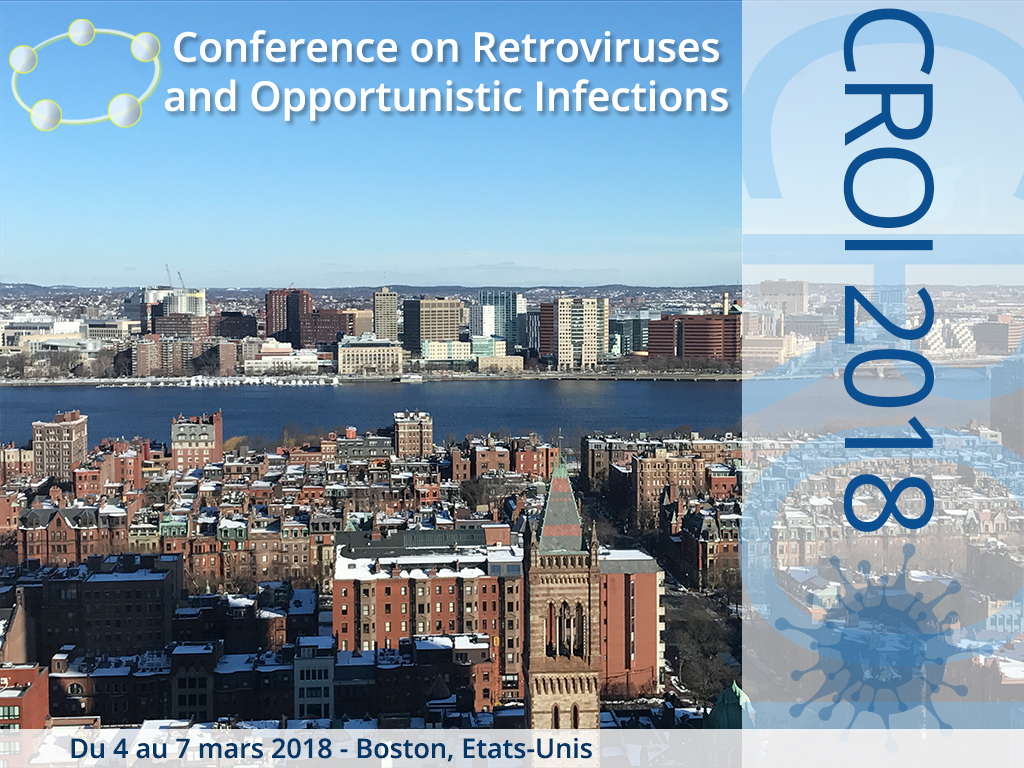 Conference on Retroviruses
and Opportunistic Infections
CROI 2018
Du 4 au 7 mars 2018 - Boston, Etats-Unis